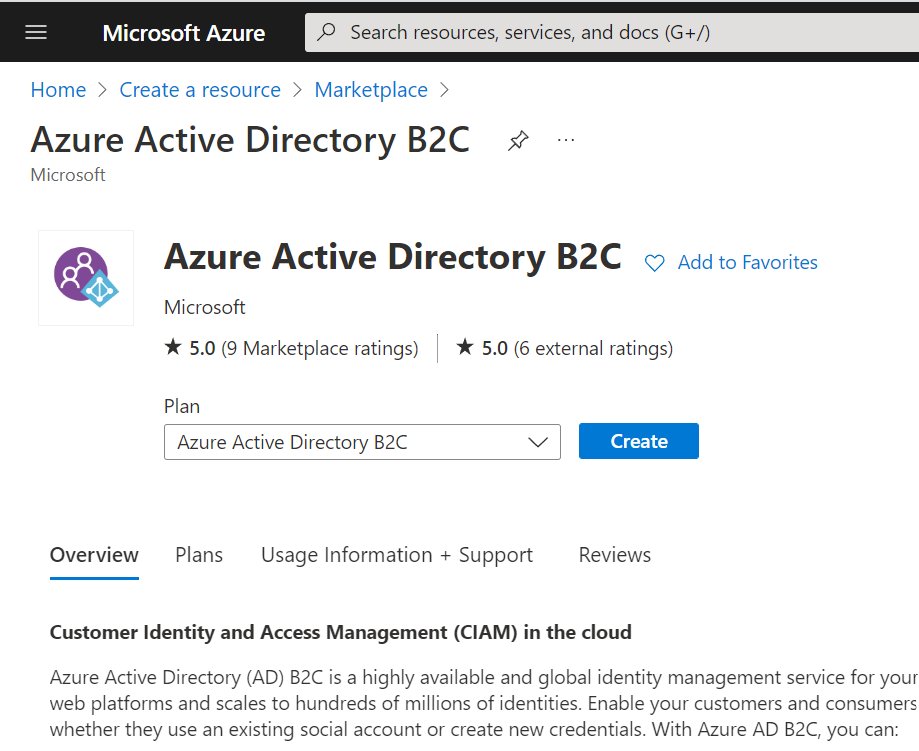 Microsoft Azure
Search resources, services, and docs (G+/)
Home > Create a resource > Marketplace >
Azure Active Directory B2C ...
Microsoft
Azure Active Directory B2C
Add to Favorites
Microsoft
★ 5.0 (9 Marketplace ratings) | ★ 5.0 (6 external ratings)
Plan
Azure Active Directory B2C
Create
Overview Plans Usage Information + Support Reviews
Customer Identity and Access Management (CIAM) in the cloud
Azure Active Directory (AD) B2C is a highly available and global identity management service for your
web platforms and scales to hundreds of millions of identities. Enable your customers and consumers
whether they use an existing social account or create new credentials. With Azure AD B2C, you can: